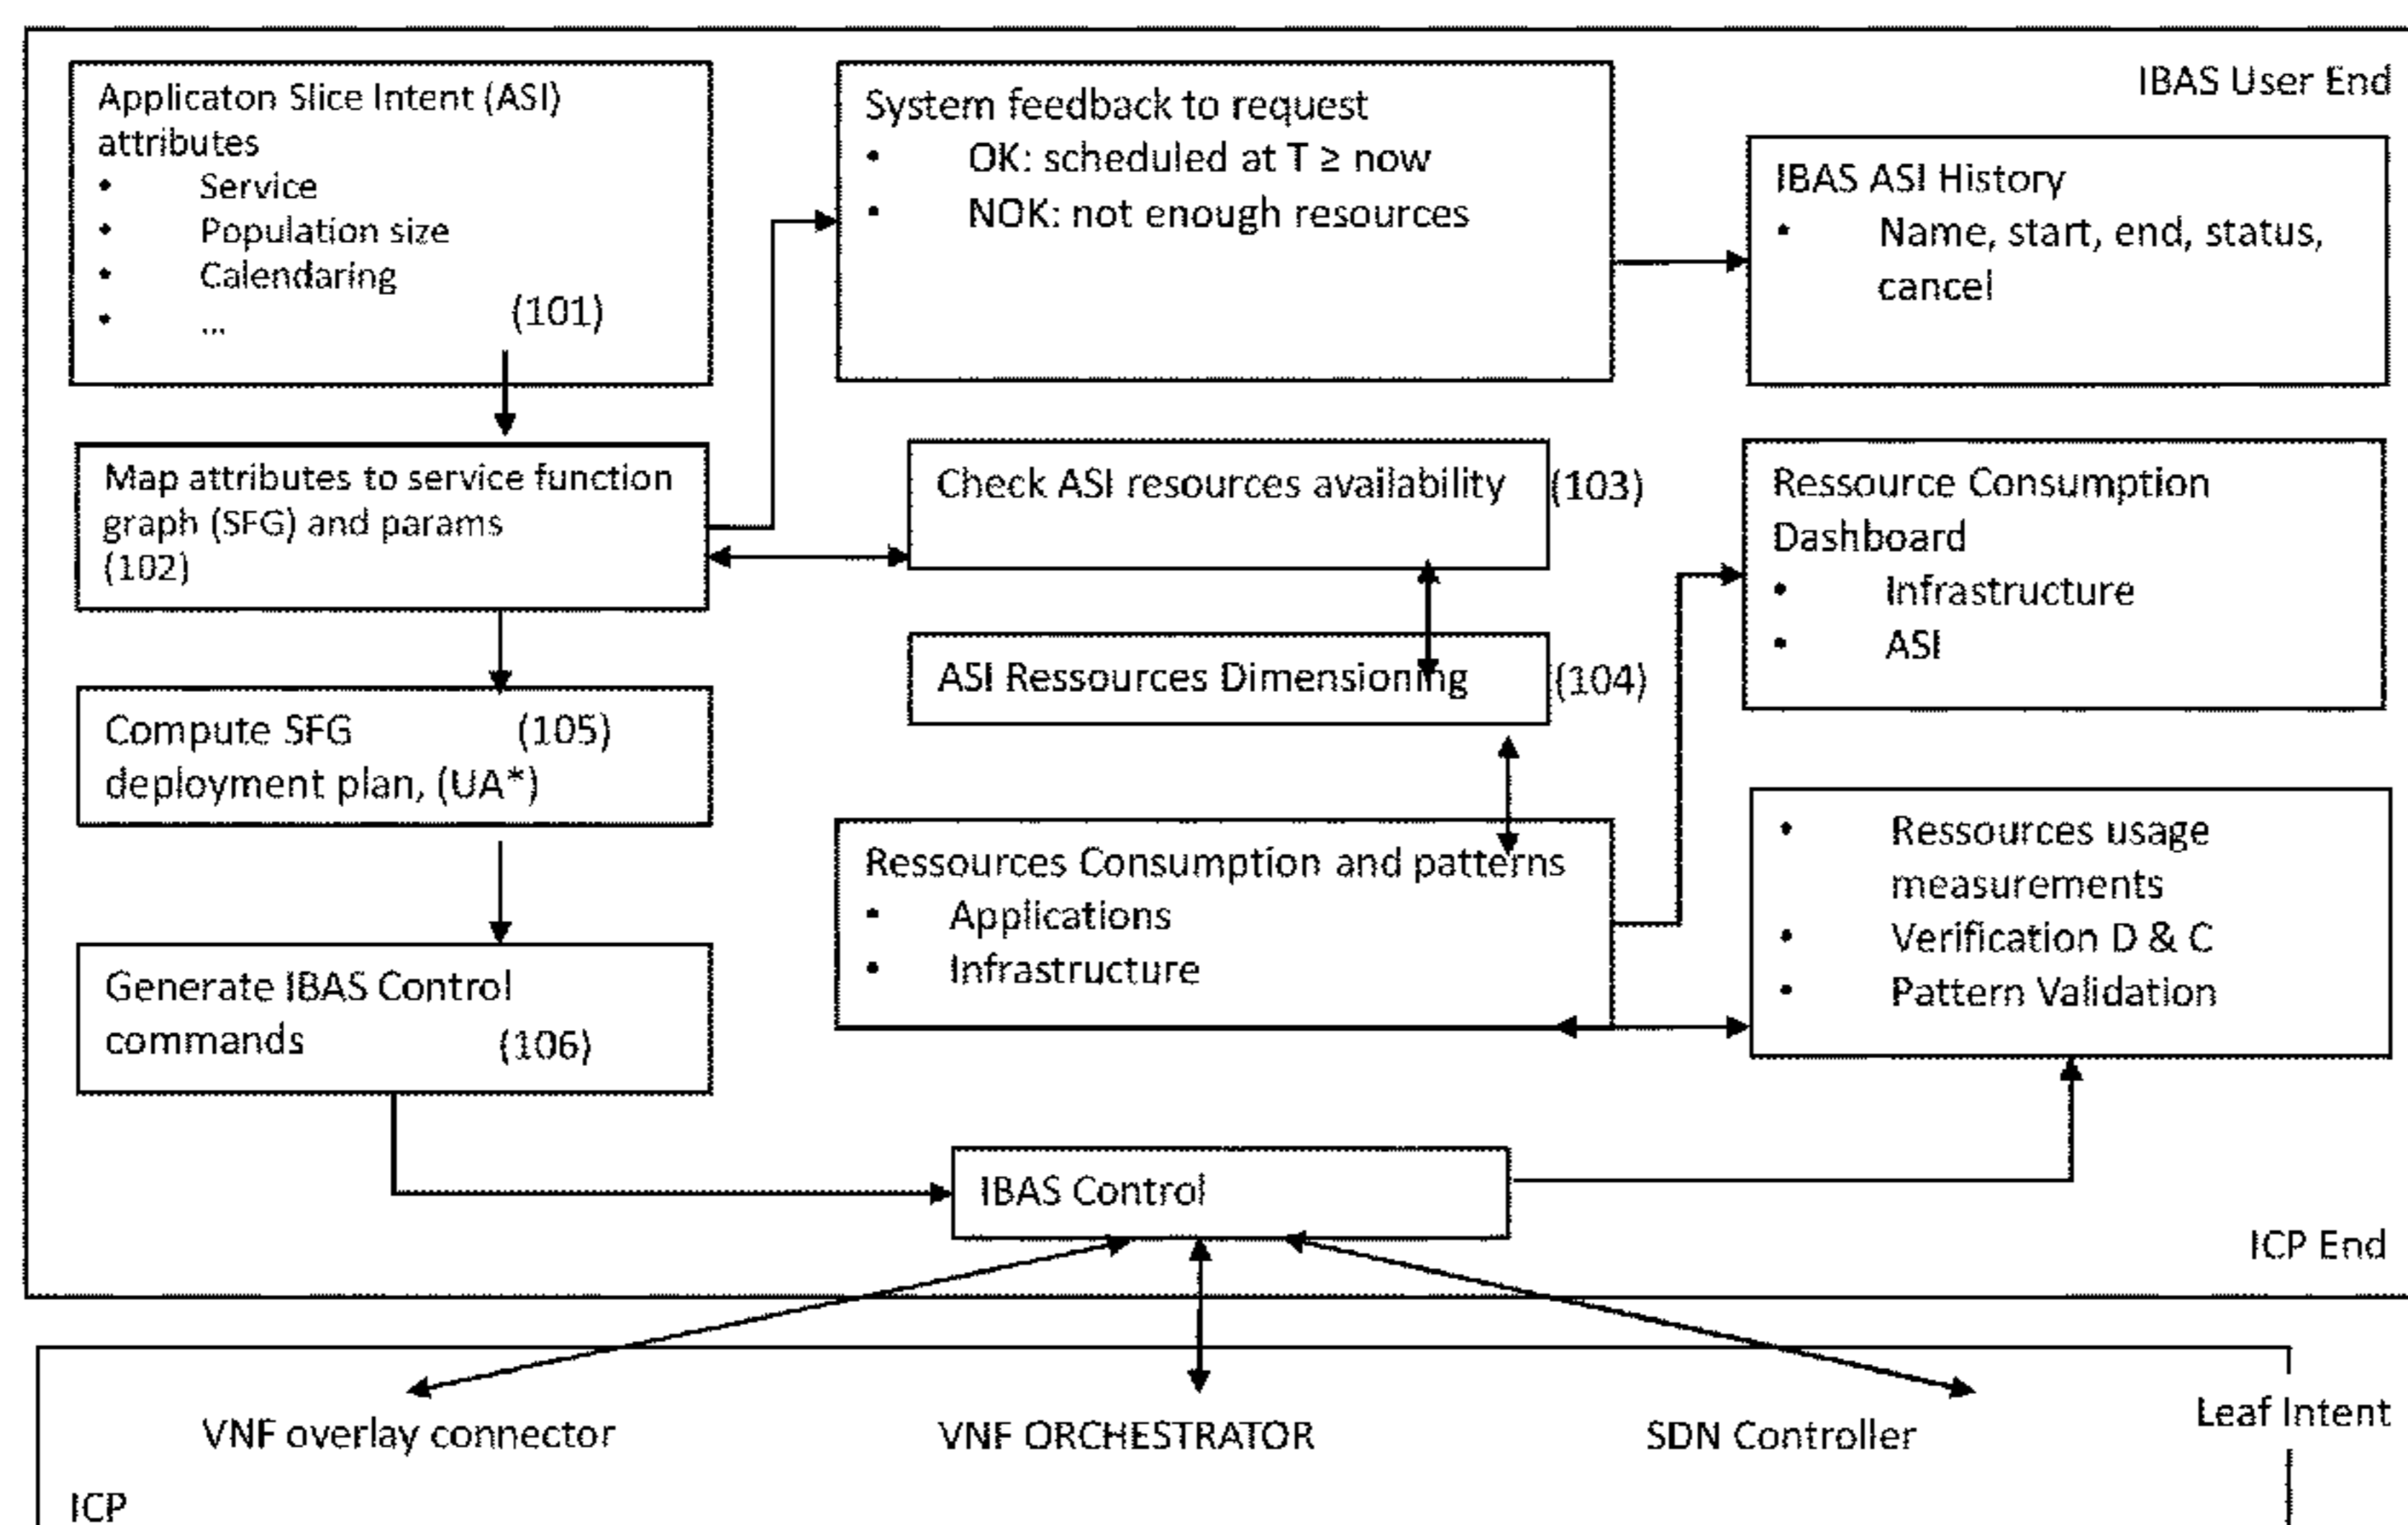 IBAS User End
Applicaton Slice Intent (ASI)
attributes
• Service
• Population size
• Calendaring
• ...
(101)
System feedback to request
• OK: scheduled at T ≥ now
• NOK: not enough resources
IBAS ASI History
• Name, start, end, status,
cancel
Map attributes to service function
graph (SFG) and params
(102)
Check ASI resources availability
(103)
Ressource Consumption
Dashboard
• Infrastructure
• ASI
ASI Ressources Dimensioning
(104)
Compute SFG (105)
deployment plan, (UA*)
Ressources Consumption and patterns
• Applications
• Infrastructure
• Ressources usage
measurements
• Verification D & C
• Pattern Validation
Generate IBAS Control
commands (106)
IBAS Control
ICP End
VNF overlay connector
VNF ORCHESTRATOR
SDN Controller
Leaf Intent
ICP